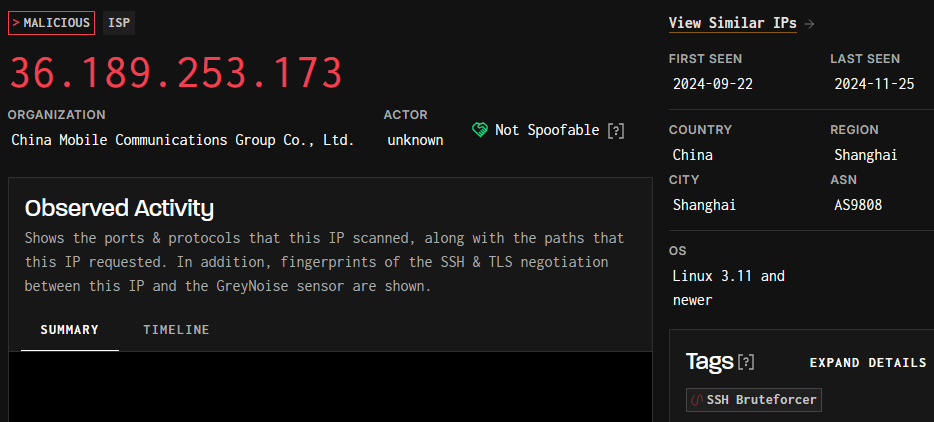 > MALICIOUS ISP
36.189.253.173
ORGANIZATION
China Mobile Communications Group Co., Ltd.
ACTOR
unknown
Not Spoofable [?]
Observed Activity
Shows the ports & protocols that this IP scanned, along with the paths that
this IP requested. In addition, fingerprints of the SSH & TLS negotiation
between this IP and the GreyNoise sensor are shown.
SUMMARY TIMELINE
View Similar IPs →
FIRST SEEN LAST SEEN
2024-09-22 2024-11-25
COUNTRY REGION
China Shanghai
CITY ASN
Shanghai AS9808
OS
Linux 3.11 and
newer
Tags [?] EXPAND DETAILS
SSH Bruteforcer